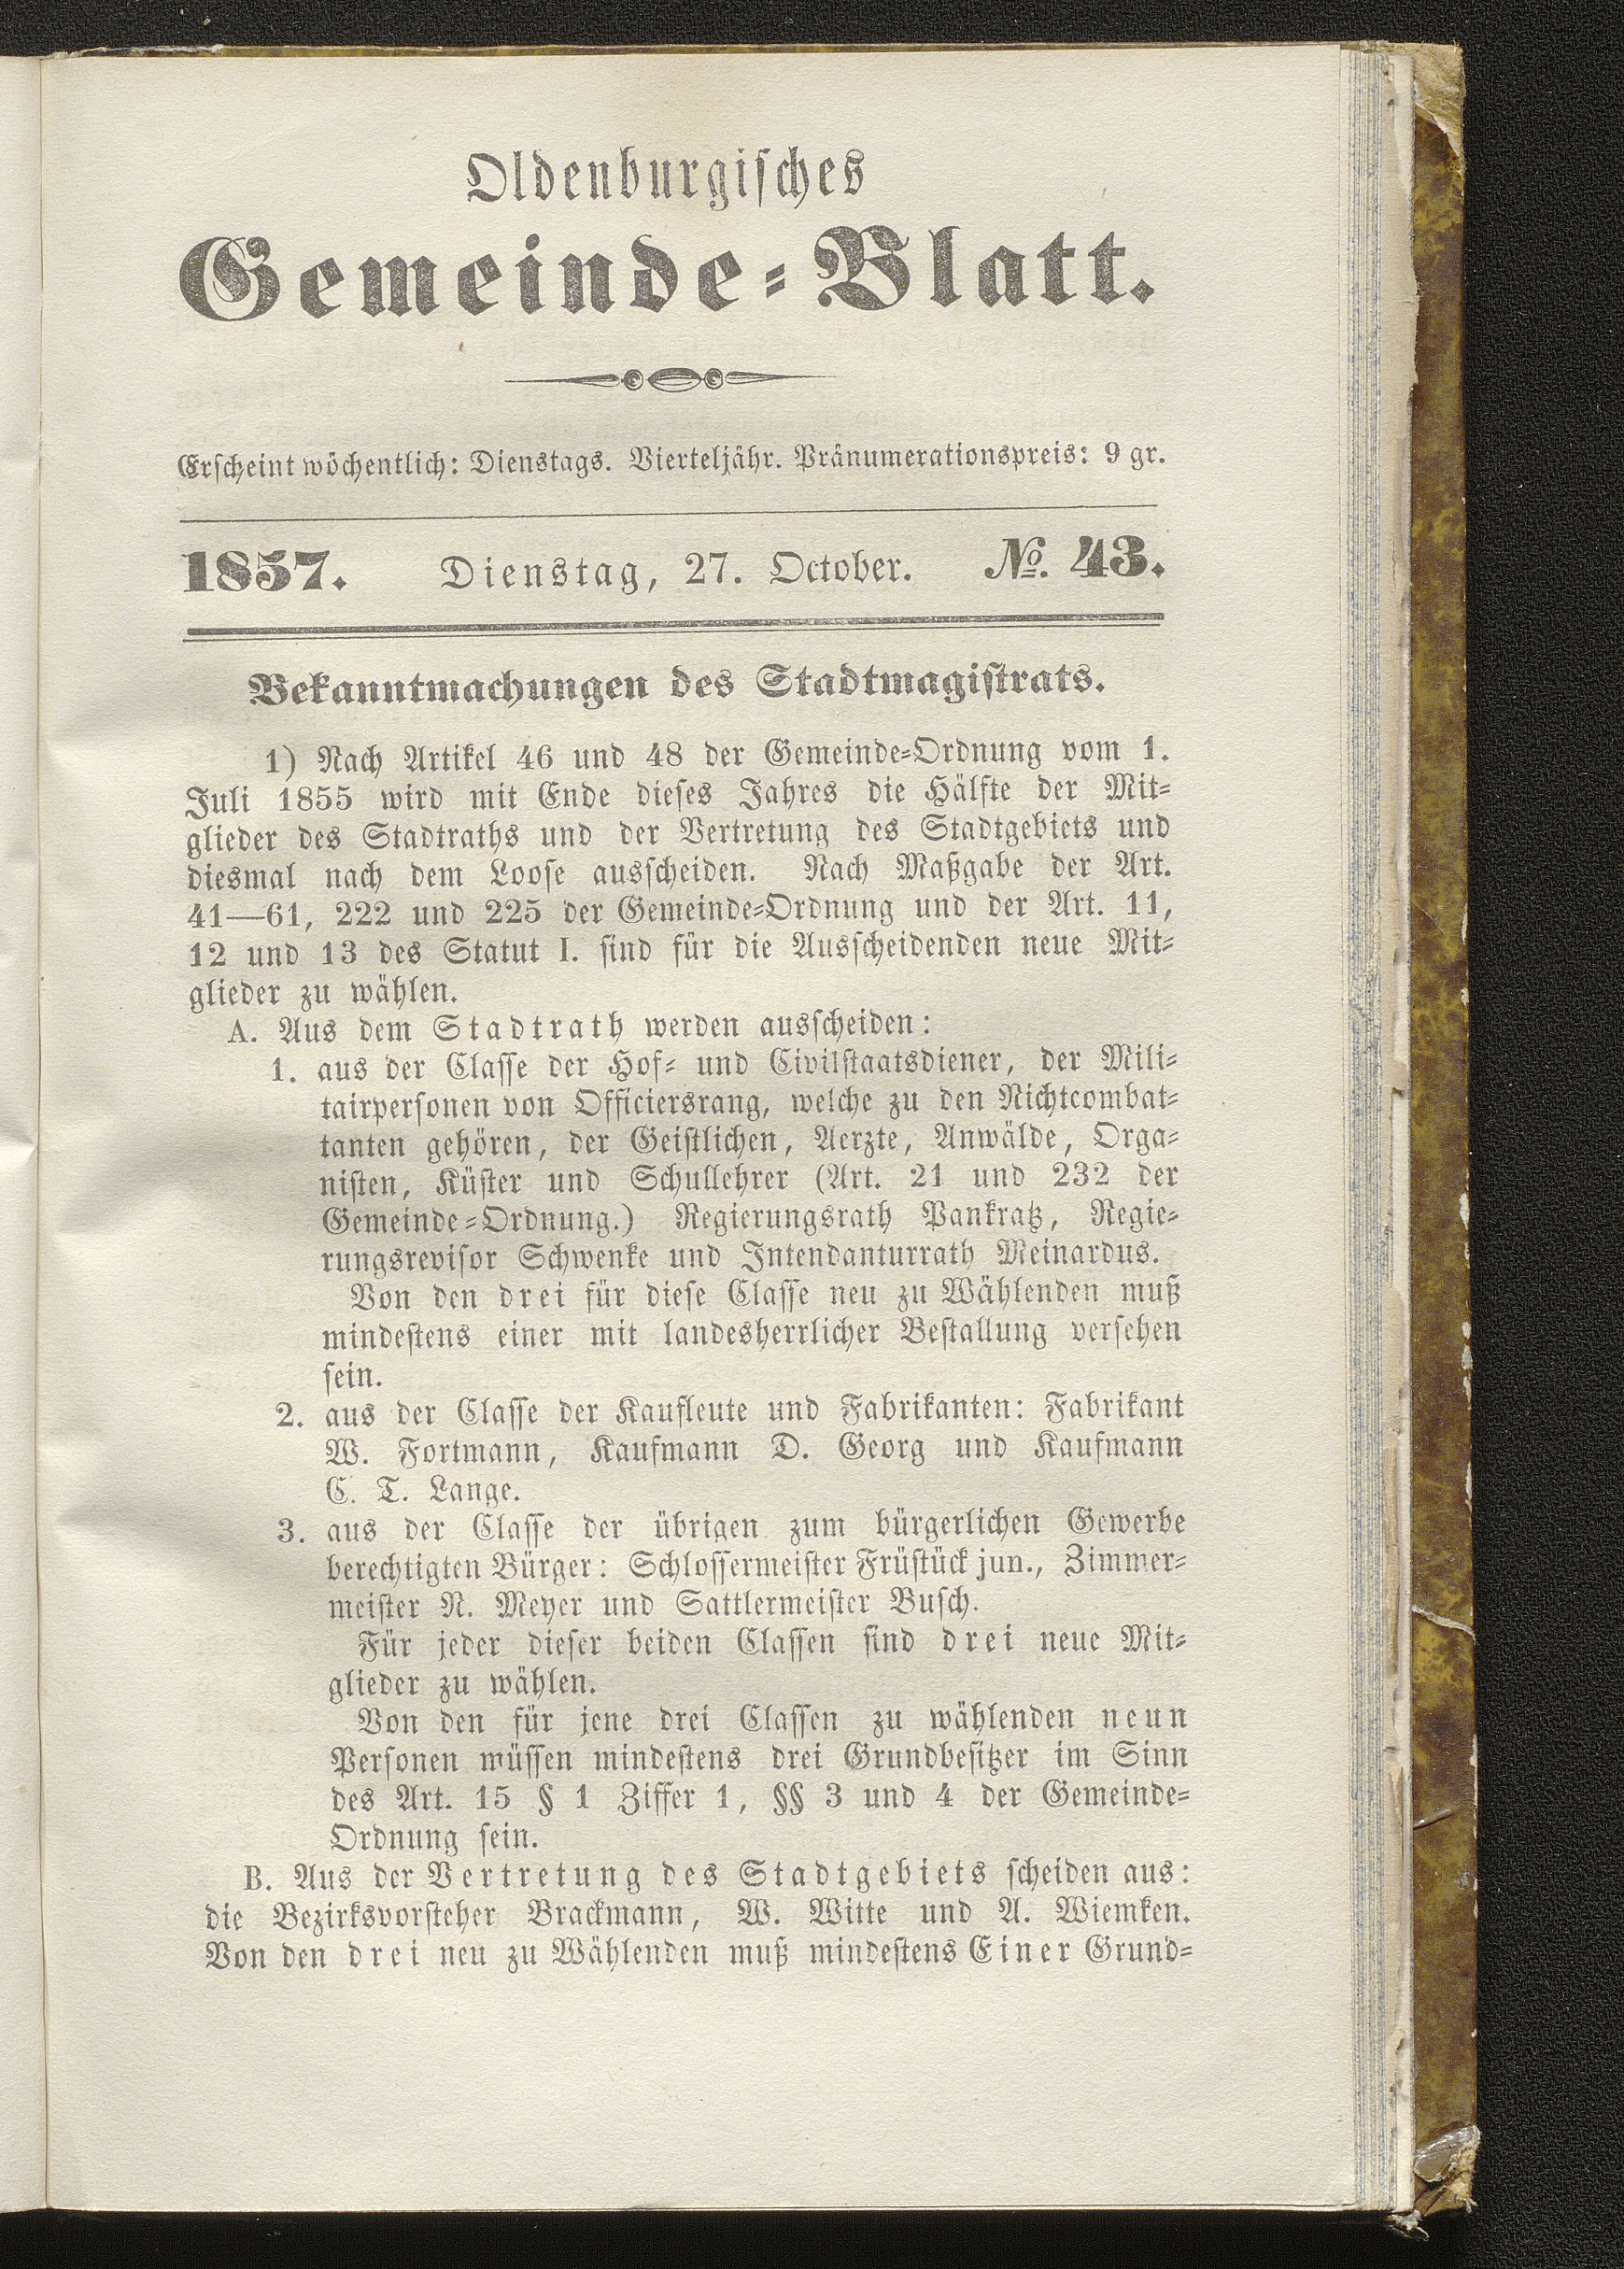 Oldenburgisches
Gemeinde-Blatt.
Erscheint wöchentlich: Dienstags. Vierteljähr. Pränumerationspreis: 9 gr.
1857. Dienstag, 27. October. No. 43.
Bekanntmachungen des Stadtmagistrats.
1) Nach Artikel 46 und 48 der Gemeinde-Ordnung vom 1.
Juli 1855 wird mit Ende dieses Jahres die Hälfte der Mit-
glieder des Stadtraths und der Vertretung des Stadtgebiets und
diesmal nach dem Loose ausscheiden. Nach Maßgabe der Art.
41—61, 222 und 225 der Gemeinde-Ordnung und der Art. 11,
12 und 13 des Statut I. sind für die Ausscheidenden neue Mit-
glieder zu wählen.
A. Aus dem Stadtrath werden ausscheiden:
1. aus der Classe der Hof- und Civilstaatsdiener, der Mili-
tairpersonen von Officiersrang, welche zu den Nichtcombat-
tanten gehören, der Geistlichen, Aerzte, Anwälde, Orga-
nisten, Küster und Schullehrer (Art. 21 und 232 der
Gemeinde-Ordnung.) Regierungsrath Pankratz, Regie-
rungsrevisor Schwenke und Intendanturrath Meinardus.
Von den drei für diese Classe neu zu Wählenden muß
mindestens einer mit landesherrlicher Bestallung versehen
sein.
2. aus der Classe der Kaufleute und Fabrikanten: Fabrikant
W. Fortmann, Kaufmann D. Georg und Kaufmann
C. T. Lange.
3. aus der Classe der übrigen zum bürgerlichen Gewerbe
berechtigten Bürger: Schlossermeister Früstück jun., Zimmer-
meister N. Meyer und Sattlermeister Busch.
Für jeder dieser beiden Classen sind drei neue Mit-
glieder zu wählen.
Von den für jene drei Classen zu wählenden neun
Personen müssen mindestens drei Grundbesitzer im Sinn
des Art. 15 § 1 Ziffer 1, §§ 3 und 4 der Gemeinde-
Ordnung sein.
B. Aus der Vertretung des Stadtgebiets scheiden aus:
die Bezirksvorsteher Brackmann, W. Witte und A. Wiemken.
Von den drei neu zu Wählenden muß mindestens Einer Grund-